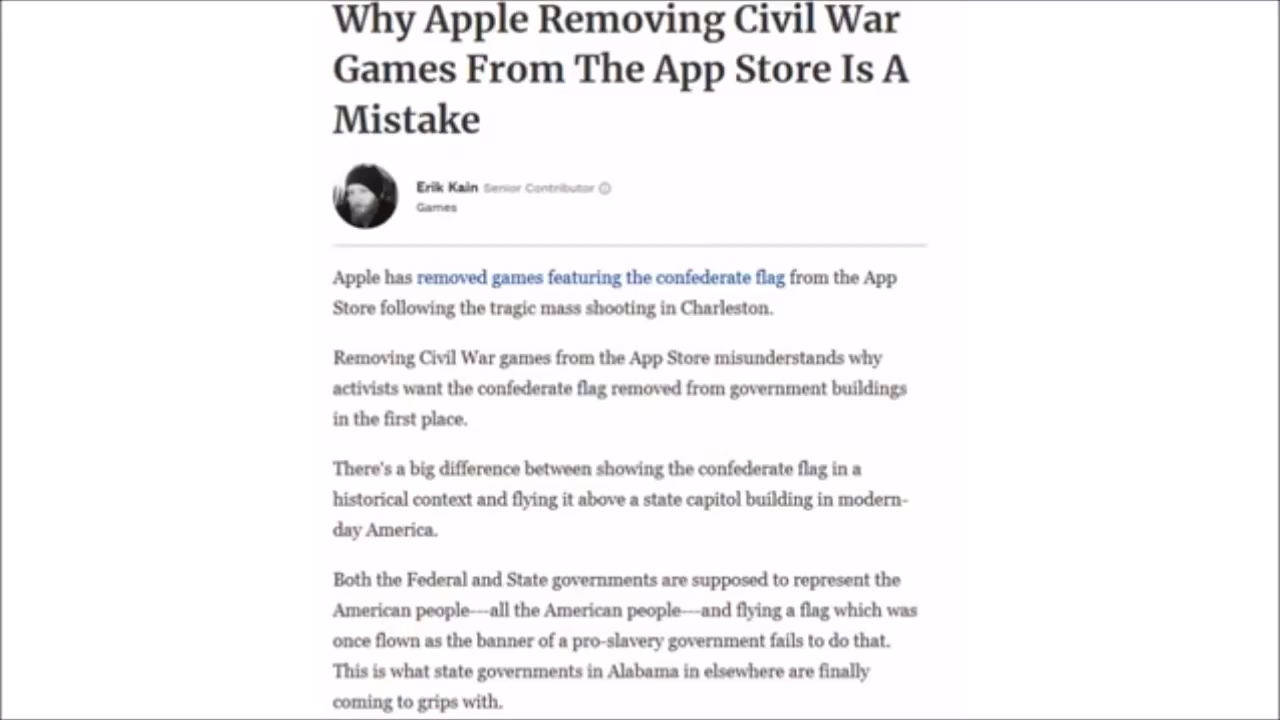 Why Apple Removing Civil War
Games From The App Store Is A
Mistake
Erik Kain Senior Contributor
Games
Apple has removed games featuring the confederate flag from the App
Store following the tragic mass shooting in Charleston.
Removing Civil War games from the App Store misunderstands why
activists want the confederate flag removed from government buildings
in the first place.
There's a big difference between showing the confederate flag in a
historical context and flying it above a state capitol building in modern-
day America.
Both the Federal and State governments are supposed to represent the
American people---all the American people---and flying a flag which was
once flown as the banner of a pro-slavery government fails to do that.
This is what state governments in Alabama in elsewhere are finally
coming to grips with.